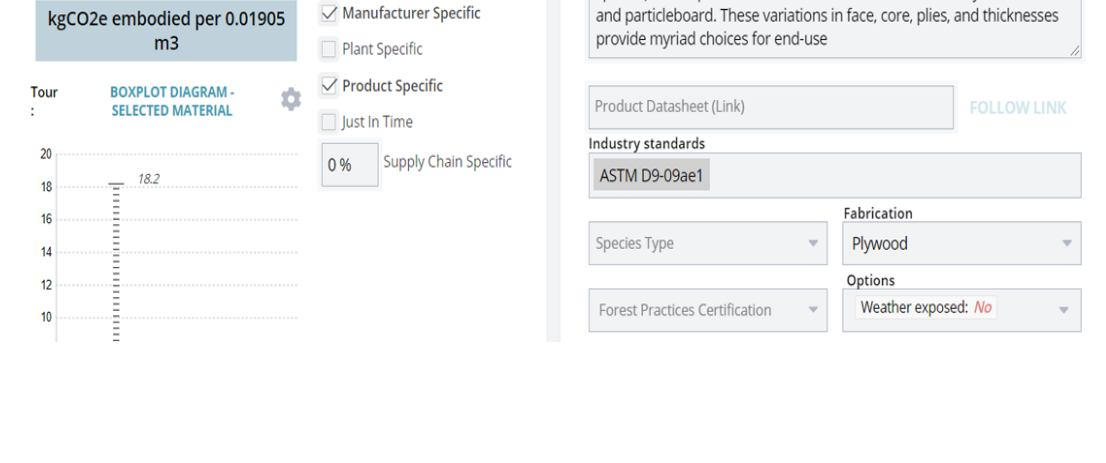 kgCO2e embodied per 0.01905
m3
Tour
:
BOXPLOT DIAGRAM -
SELECTED MATERIAL
20
18.2
18
16
14
12
10
Manufacturer Specific
Plant Specific
Product Specific
Just In Time
0 %
Supply Chain Specific
and particleboard. These variations in face, core, plies, and thicknesses
provide myriad choices for end-use
Product Datasheet (Link)
FOLLOW LINK
Industry standards
ASTM D9-09ae1
Species Type
Fabrication
Plywood
Forest Practices Certification
Options
Weather exposed: No